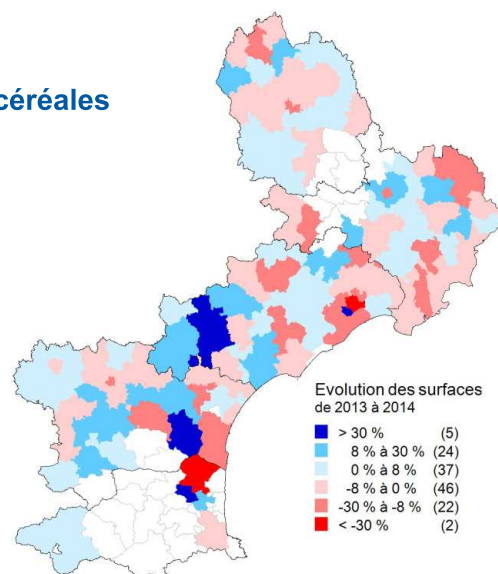 céréales
Evolution des surfaces
de 2013 à 2014
> 30 % (5)
8 % à 30 % (24)
0 % à 8 % (37)
-8 % à 0 % (46)
-30 % à -8 % (22)
< -30 % (2)